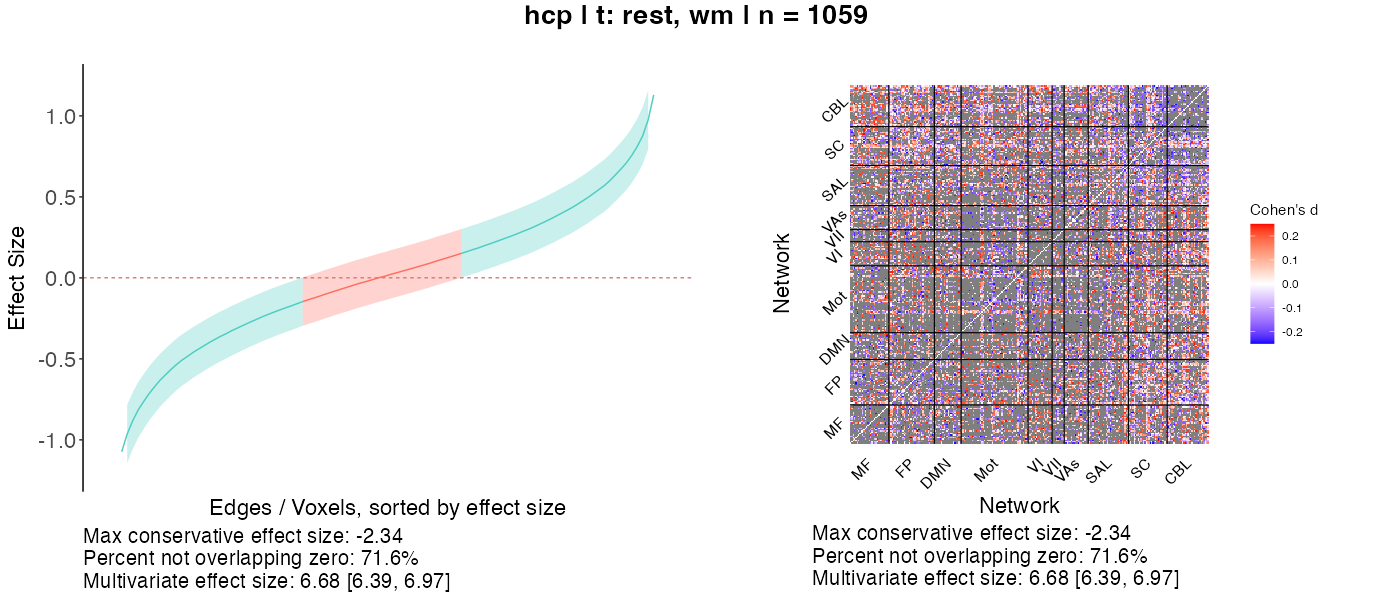 hcp | t: rest, wm | n = 1059
Effect Size
1.0
0.5
0.0
-0.5
-1.0
Edges / Voxels, sorted by effect size
Max conservative effect size: -2.34
Percent not overlapping zero: 71.6%
Multivariate effect size: 6.68 [6.39, 6.97]
Network
CBL
SC
SAL
VAs
VII
VI
Mot
DMN
FP
MF
MF
FP
DMN
Mot
VI
VII
VAs
SAL
SC
CBL
Network
Cohen's d
0.2
0.1
0.0
-0.1
-0.2
Max conservative effect size: -2.34
Percent not overlapping zero: 71.6%
Multivariate effect size: 6.68 [6.39, 6.97]